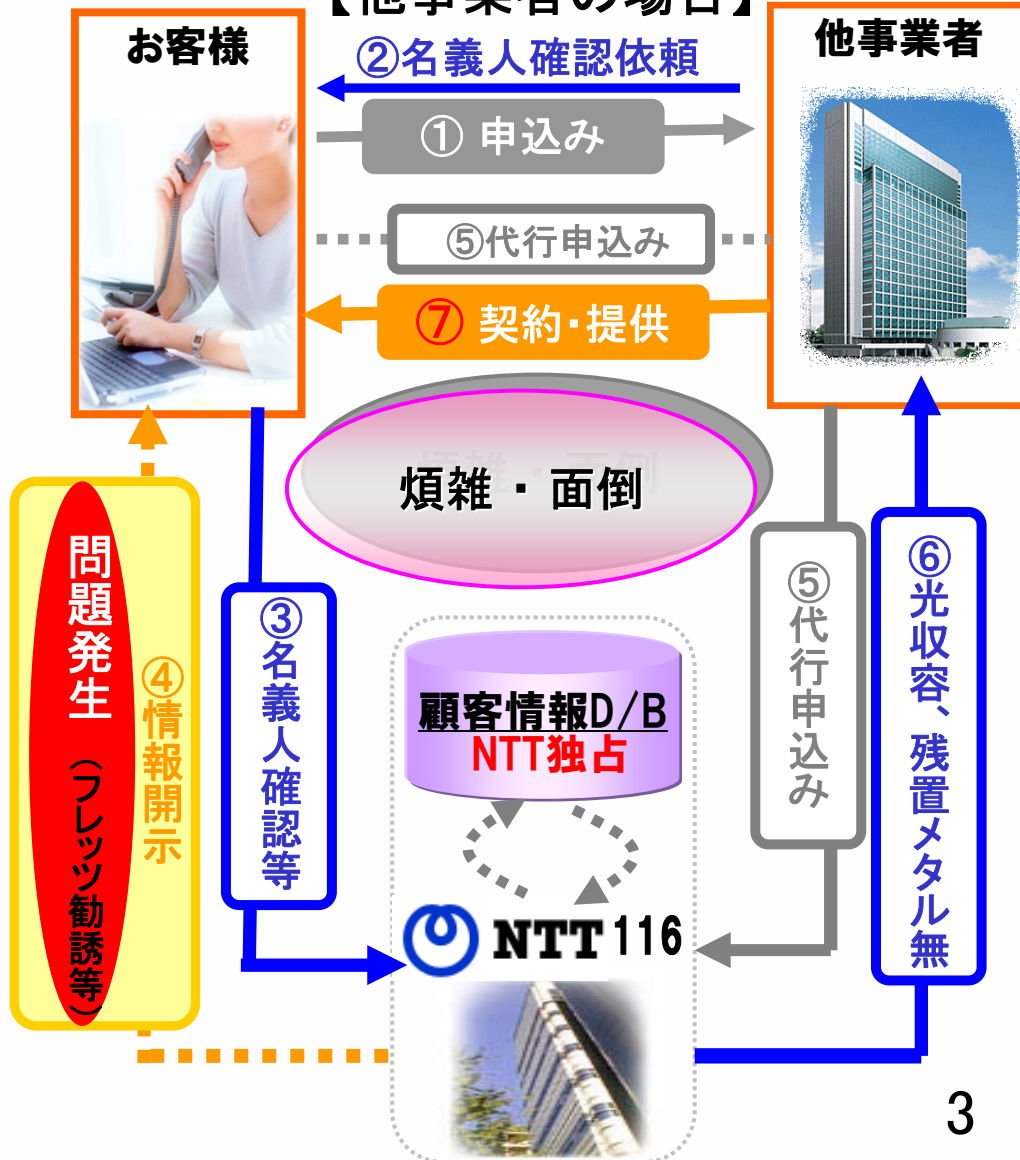 【他事業者の場合】
お客様
他事業者
②名義人確認依頼
① 申込み
⑤代行申込み
⑦ 契約・提供
煩雑・面倒
問題発生
（フレッツ勧誘等）
④情報開示
③名義人確認等
顧客情報D/B
NTT独占
NTT 116
⑤代行申込み
⑥光収容、残置メタル無
3